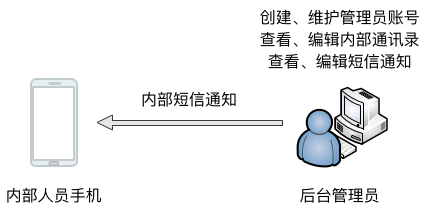 创建、维护管理员账号
查看、编辑内部通讯录
查看、编辑短信通知
内部短信通知
内部人员手机
后台管理员